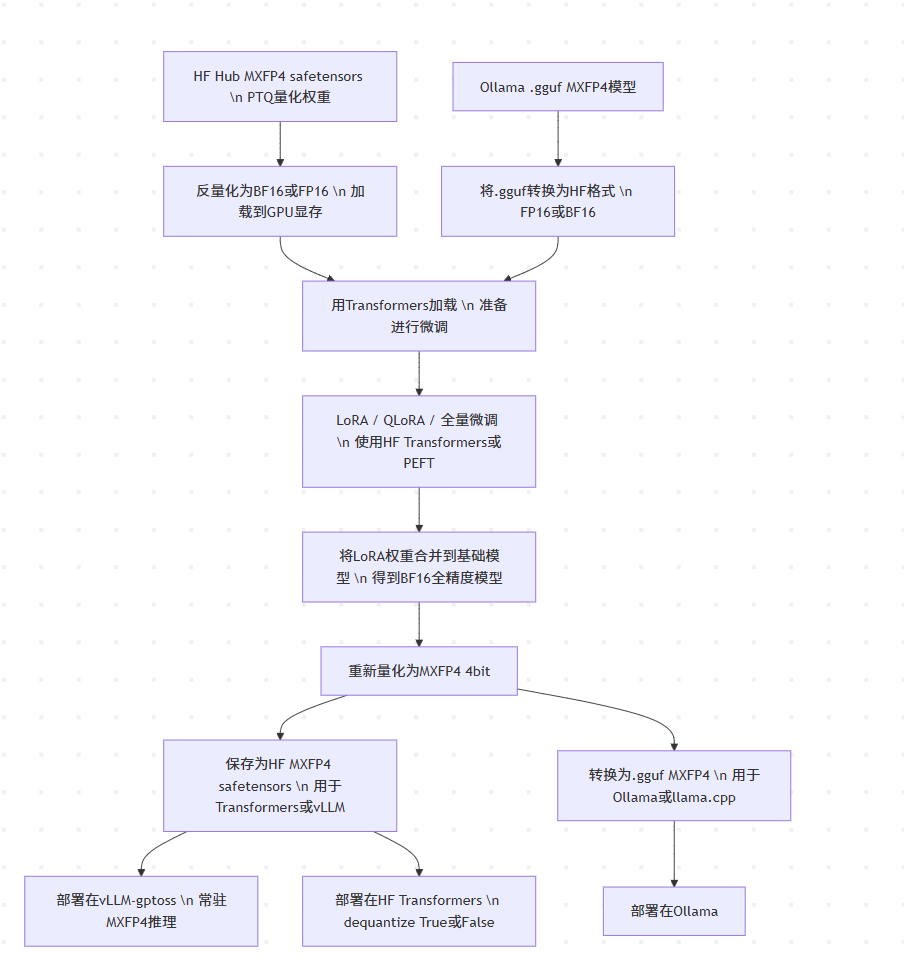 HF Hub MXFP4 safetensors
\n PTQ量化权重
Ollama .gguf MXFP4模型
反量化为BF16或FP16 \n 加
载到GPU显存
将.gguf转换为HF格式 \n
FP16或BF16
用Transformers加载 \n 准备
进行微调
LoRA / QLoRA / 全量微调
\n 使用HF Transformers或
PEFT
将LoRA权重合并到基础模
型 \n 得到BF16全精度模型
重新量化为MXFP4 4bit
保存为HF MXFP4
safetensors \n 用于
Transformers或vLLM
转换为.gguf MXFP4 \n 用于
Ollama或llama.cpp
部署在vLLM-gptoss \n 常驻
MXFP4推理
部署在HF Transformers \n
dequantize True或False
部署在Ollama